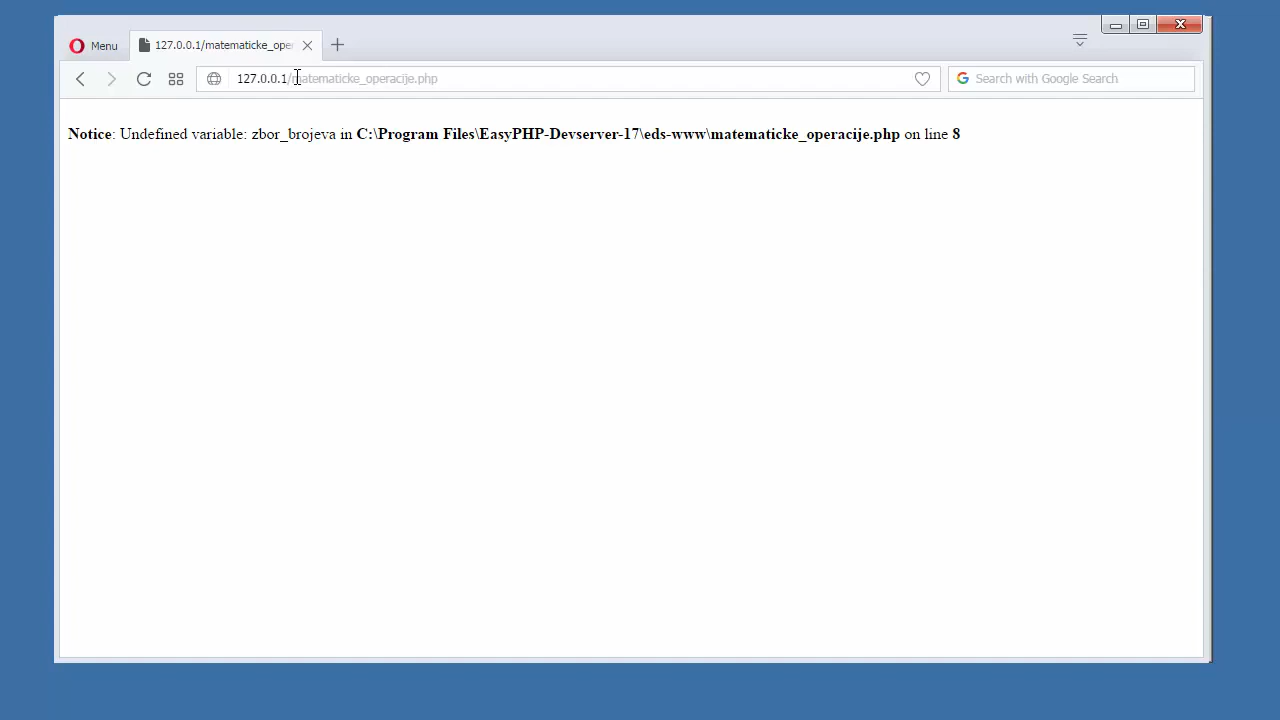 Menu
127.0.0.1/matematicke_oper
127.0.0.1/matematicke_operacije.php
Search with Google Search
Notice: Undefined variable: zbor_brojeva in C:\Program Files\EasyPHP-Devserver-17\eds-www\matematicke_operacije.php on line 8